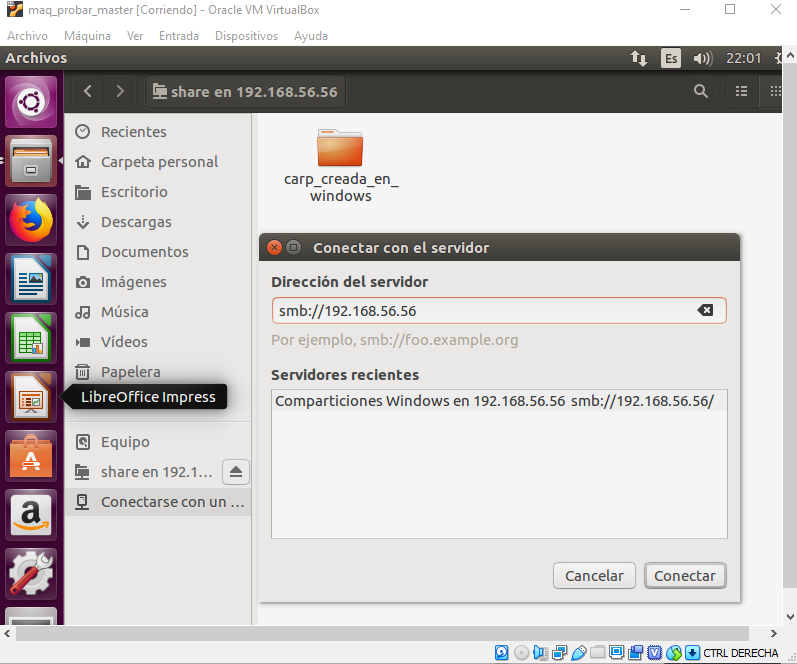 maq_probar_master [Corriendo] - Oracle VM VirtualBox
Archivo Máquina Ver Entrada Dispositivos Ayuda
Archivos Es 22:01
share en 192.168.56.56
Recientes
Carpeta personal
Escritorio
Descargas
Documentos
Imágenes
Música
Vídeos
Papelera
LibreOffice Impress
Equipo
share en 192.1...
Conectarse con un ...
carp_creada_en_
windows
Conectar con el servidor
Dirección del servidor
smb://192.168.56.56
Por ejemplo, smb://foo.example.org
Servidores recientes
Comparticiones Windows en 192.168.56.56 smb://192.168.56.56/
Cancelar Conectar
CTRL DERECHA